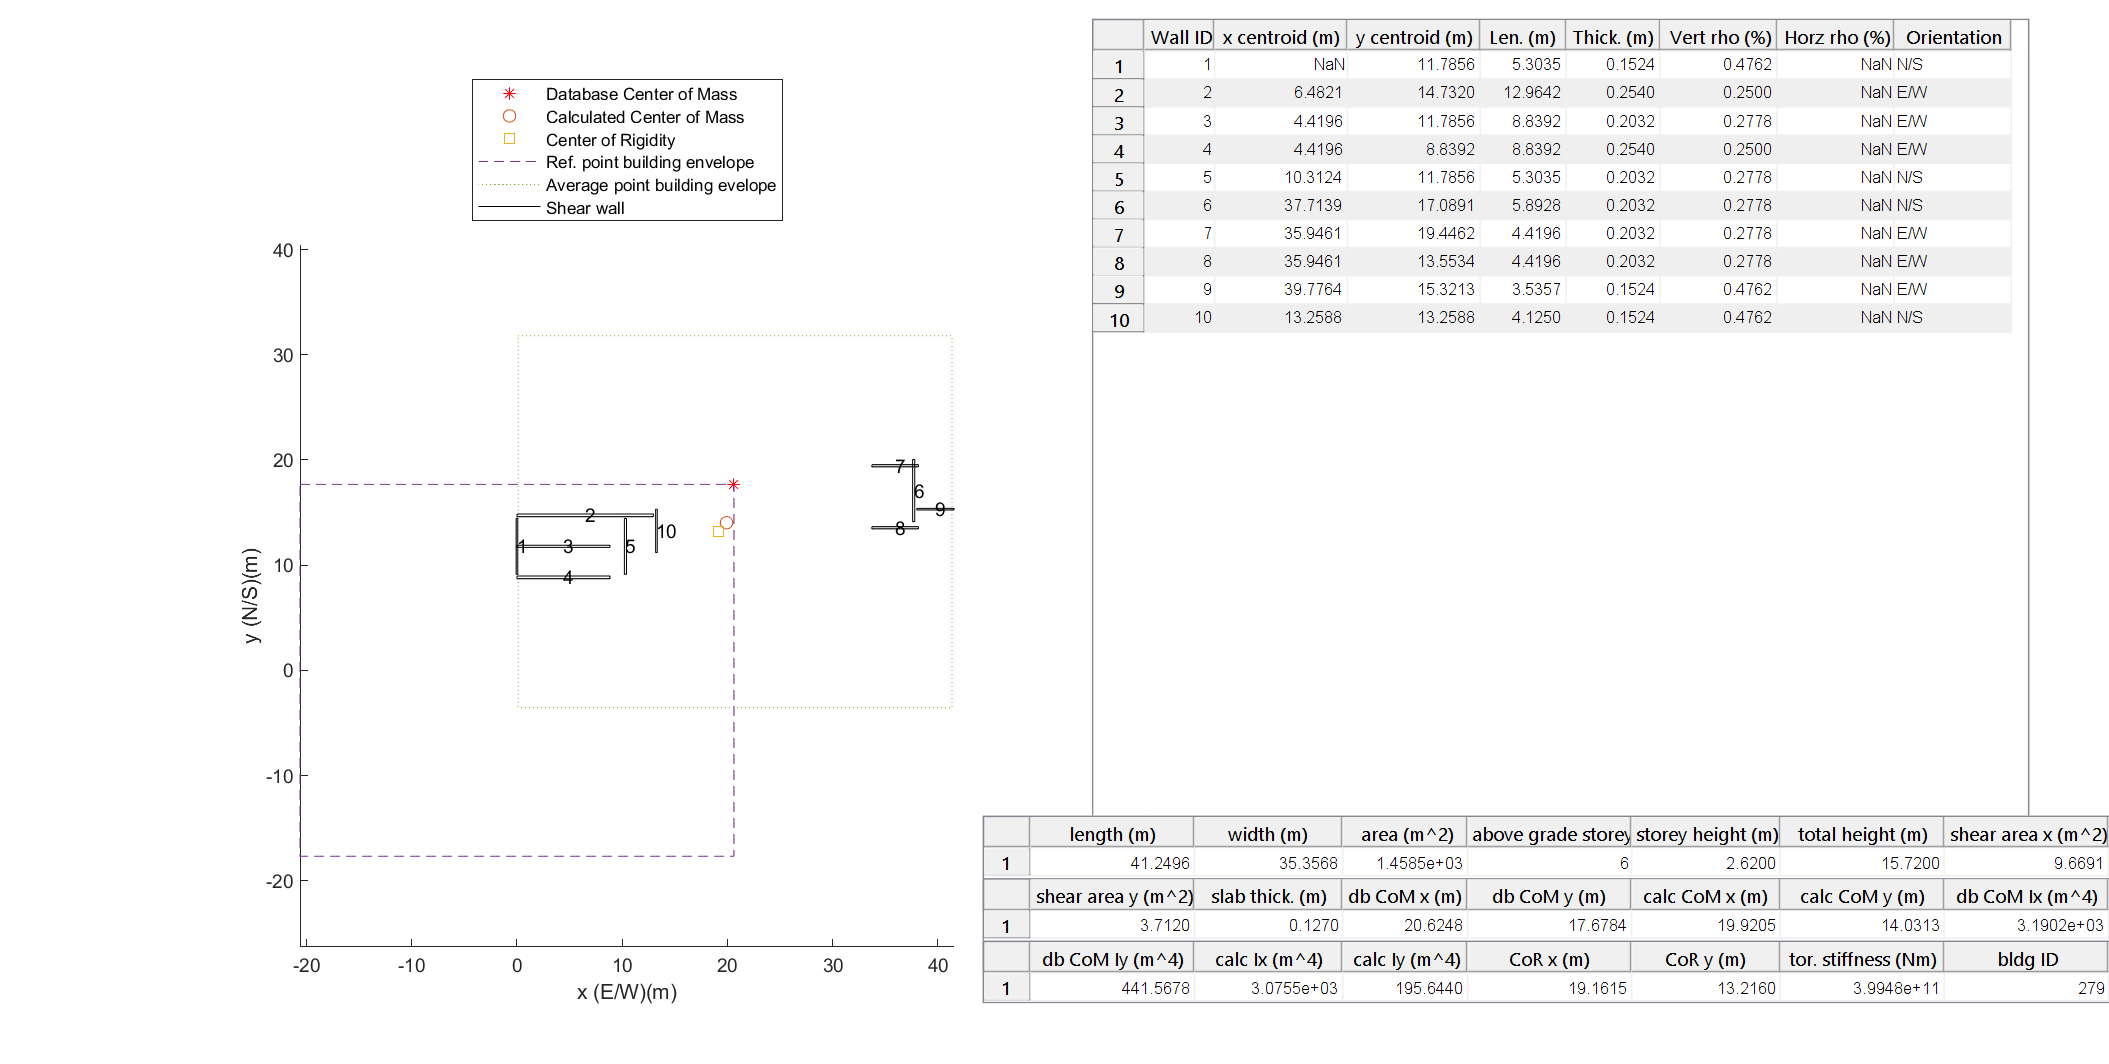 Database Center of Mass
Calculated Center of Mass
Center of Rigidity
Ref. point building envelope
Average point building evelope
Shear wall
40
30
20
10
0
-10
-20
y (N/S)(m)
-20 -10 0 10 20 30 40
x (E/W)(m)
7
6
9
8
2
10
1 3 5
4
Wall ID x centroid (m) y centroid (m) Len. (m) Thick. (m) Vert rho (%) Horz rho (%) Orientation
1 1 NaN 11.7856 5.3035 0.1524 0.4762 NaN N/S
2 2 6.4821 14.7320 12.9642 0.2540 0.2500 NaN E/W
3 3 4.4196 11.7856 8.8392 0.2032 0.2778 NaN E/W
4 4 4.4196 8.8392 8.8392 0.2540 0.2500 NaN E/W
5 5 10.3124 11.7856 5.3035 0.2032 0.2778 NaN N/S
6 6 37.7139 17.0891 5.8928 0.2032 0.2778 NaN N/S
7 7 35.9461 19.4462 4.4196 0.2032 0.2778 NaN E/W
8 8 35.9461 13.5534 4.4196 0.2032 0.2778 NaN E/W
9 9 39.7764 15.3213 3.5357 0.1524 0.4762 NaN E/W
10 10 13.2588 13.2588 4.1250 0.1524 0.4762 NaN N/S
length (m) width (m) area (m^2) above grade storey storey height (m) total height (m) shear area x (m^2)
1 41.2496 35.3568 1.4585e+03 6 2.6200 15.7200 9.6691
shear area y (m^2) slab thick. (m) db CoM x (m) db CoM y (m) calc CoM x (m) calc CoM y (m) db CoM Ix (m^4)
1 3.7120 0.1270 20.6248 17.6784 19.9205 14.0313 3.1902e+03
db CoM Iy (m^4) calc Ix (m^4) calc Iy (m^4) CoR x (m) CoR y (m) tor. stiffness (Nm) bldg ID
1 441.5678 3.0755e+03 195.6440 19.1615 13.2160 3.9948e+11 279